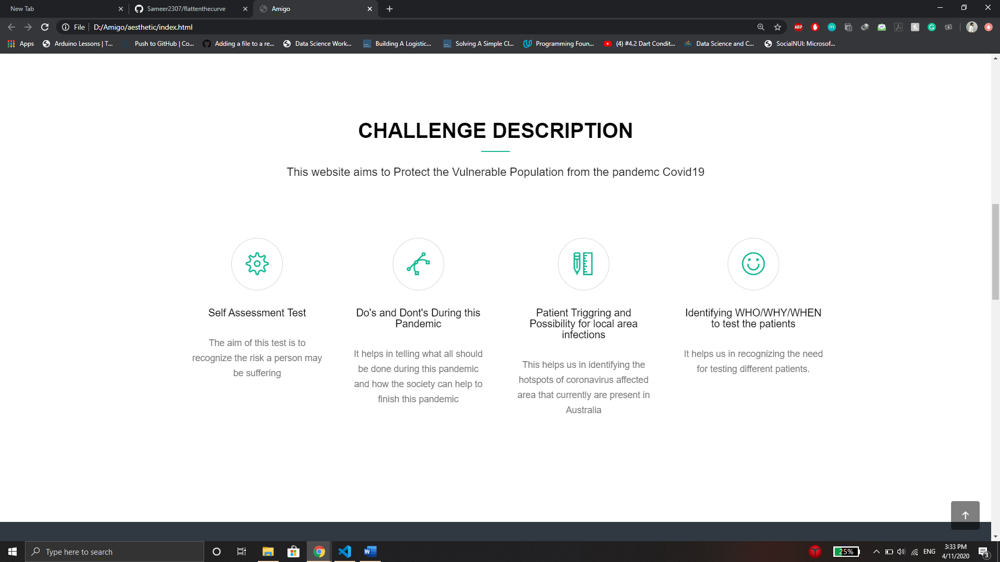 New Tab
Sameer2307/flattenthecurve
Amigo
File
D:/Amigo/aesthetic/index.html
ABP
m
G
Apps
Arduino Lessons | T...
Push to GitHub | Co...
Adding a file to a re...
Data Science Work...
Building A Logistic...
Solving A Simple Cl...
Programming Foun...
(4) #4.2 Dart Condit...
Data Science and C...
SocialNUI: Microsof...
CHALLENGE DESCRIPTION
This website aims to Protect the Vulnerable Population from the pandemc Covid19
Self Assessment Test
The aim of this test is to
recognize the risk a person may
be suffering
Do's and Dont's During this
Pandemic
It helps in telling what all should
be done during this pandemic
and how the society can help to
finish this pandemic
Patient Triggring and
Possibility for local area
infections
This helps us in identifying the
hotspots of coronavirus affected
area that currently are present in
Australia
Identifying WHO/WHY/WHEN
to test the patients
It helps us in recognizing the need
for testing different patients.
Type here to search
W
25%
ENG
3:33 PM
4/11/2020
3